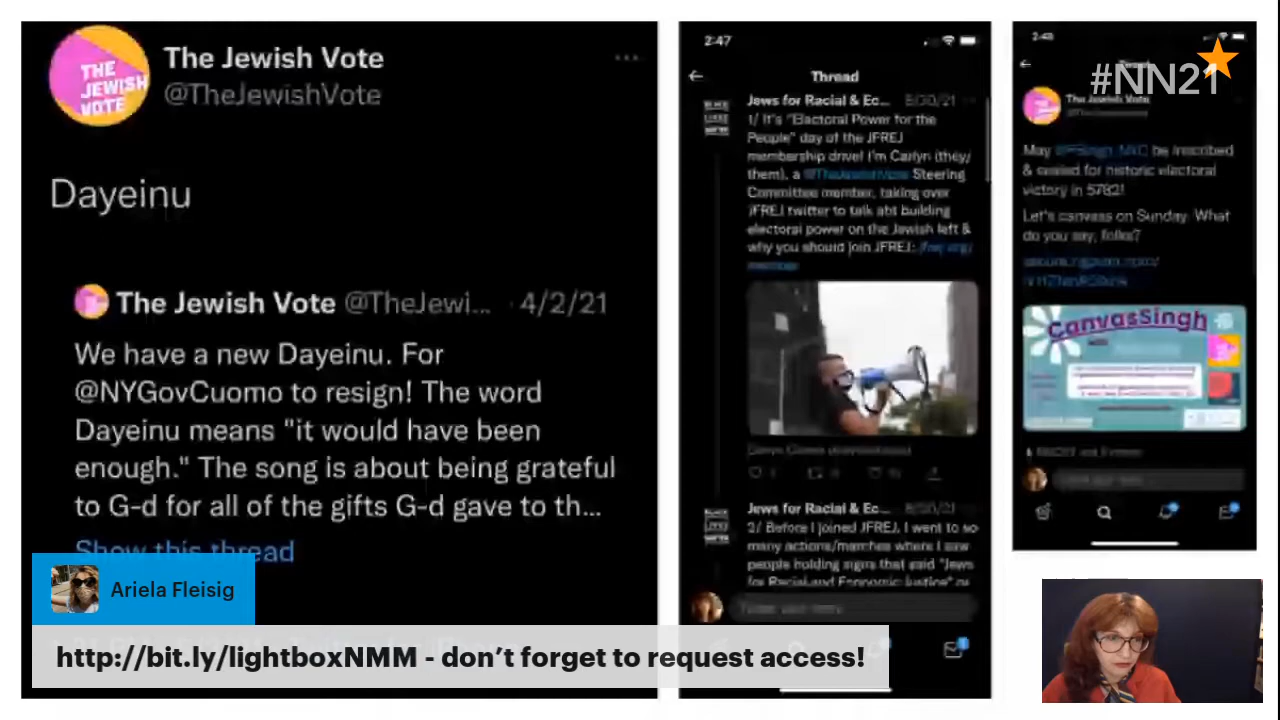 The Jewish Vote
@TheJewishVote
Dayeinu
The Jewish Vote @TheJewi... · 4/2/21
We have a new Dayeinu. For
@NYGovCuomo to resign! The word
Dayeinu means "it would have been
enough." The song is about being grateful
to G-d for all of the gifts G-d gave to th...
Show this thread
THE
JEWISH
VOTE
2:47
Thread
Jews for Racial & Ec...
1/ It's "Electoral Power for the
People" day of the JFREJ
membership drive! I'm Carlyn (they/
them), a @TheJewishVote Steering
Committee member, taking over
JFREJ twitter to talk abt building
electoral power on the Jewish left &
why you should join JFREJ:
Jews for Racial & Ec...
2/ Before I joined JFREJ, I went to so
many actions/marches where I saw
people holding signs that said "Jews
for Racial and Economic Justice" or
#NN21
The Jewish Vote
May be inscribed
& sealed for historic electoral
victory in 5782!
Let's canvass on Sunday. What
do you say, folks?
CanvasSingh
Ariela Fleisig
http://bit.ly/lightboxNMM - don't forget to request access!